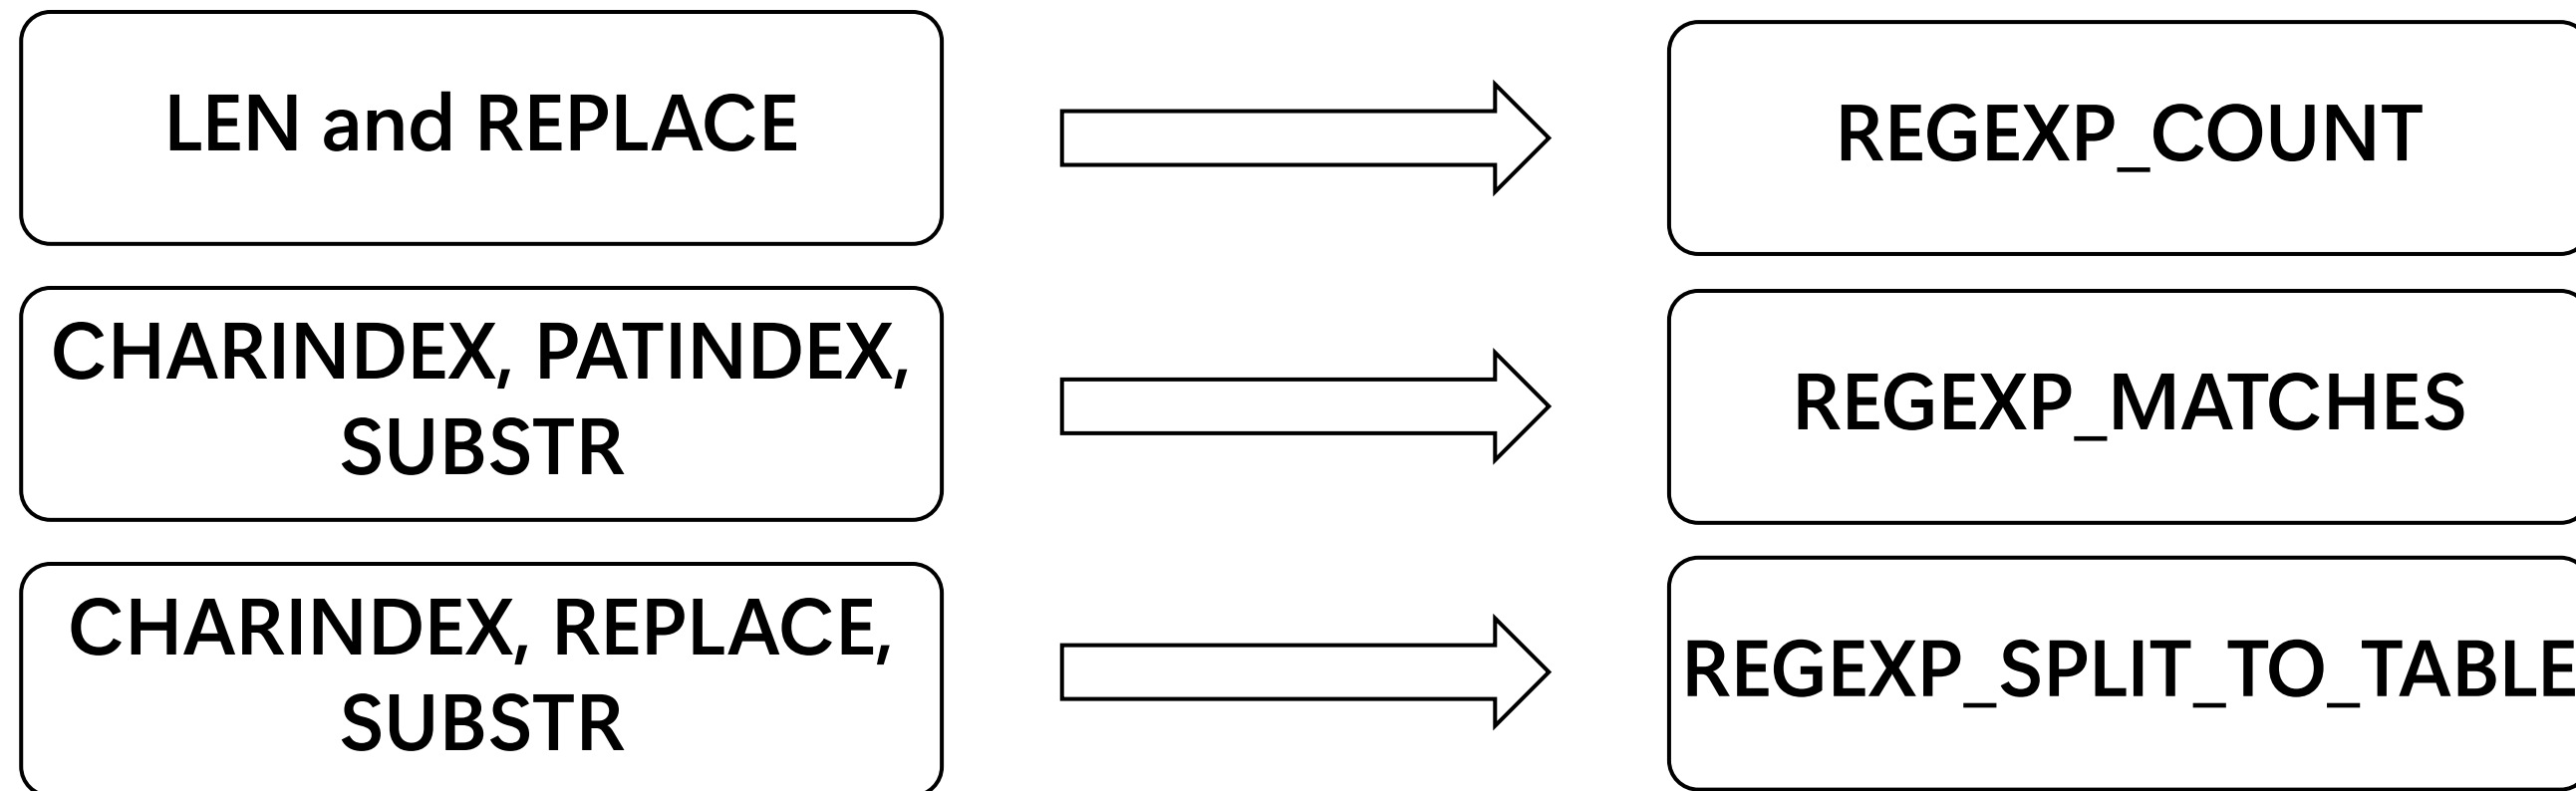 LEN and REPLACE
REGEXP_COUNT
CHARINDEX, PATINDEX,
SUBSTR
REGEXP_MATCHES
CHARINDEX, REPLACE,
SUBSTR
REGEXP_SPLIT_TO_TABLE